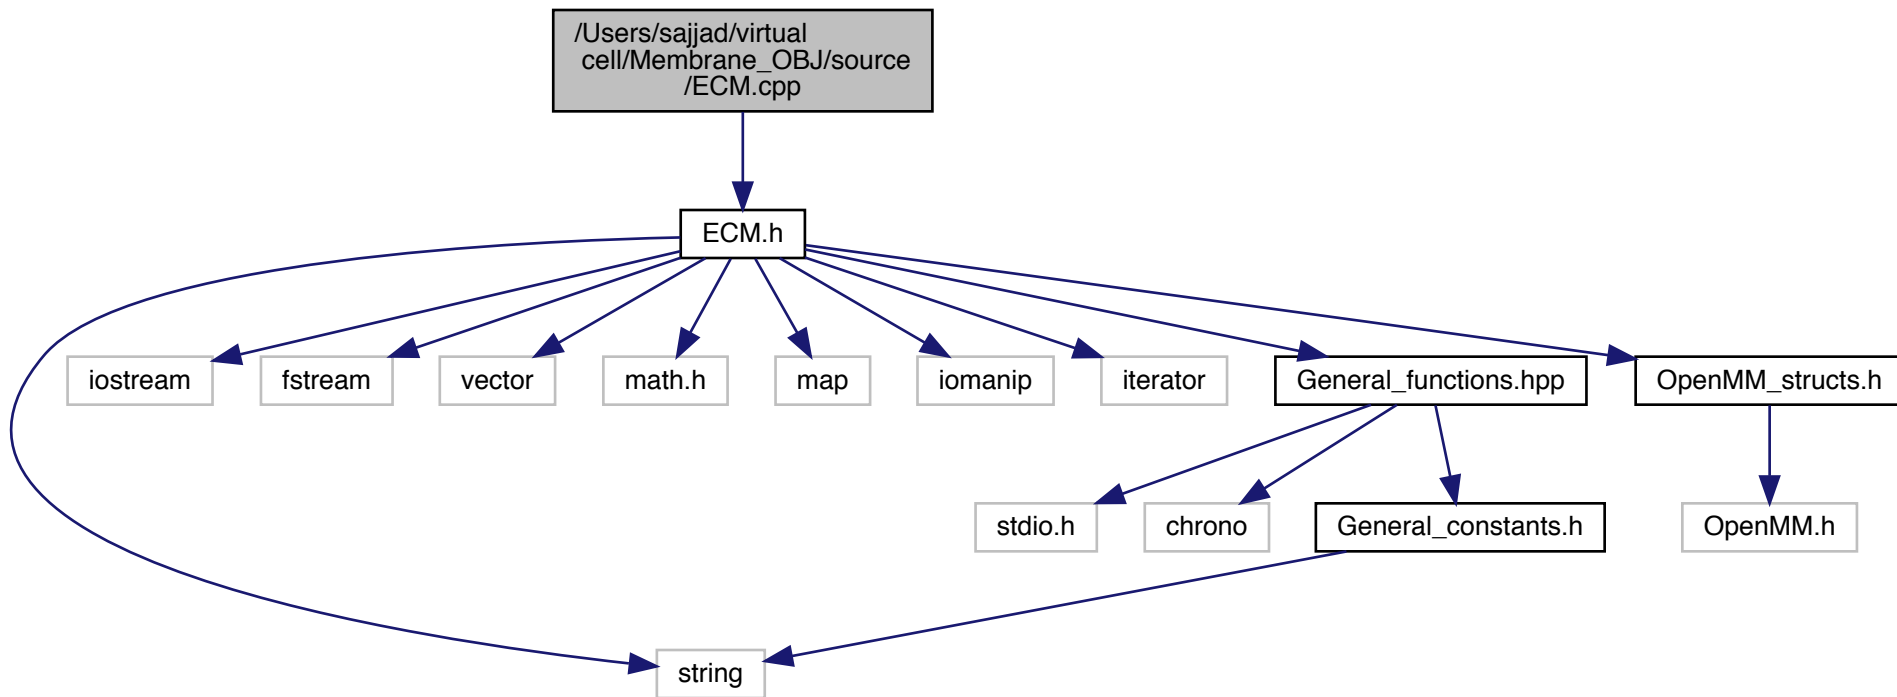 /Users/sajjad/virtual
cell/Membrane_OBJ/source
/ECM.cpp
ECM.h
iostream
fstream
vector
math.h
map
iomanip
iterator
General_functions.hpp
OpenMM_structs.h
stdio.h
chrono
General_constants.h
OpenMM.h
string